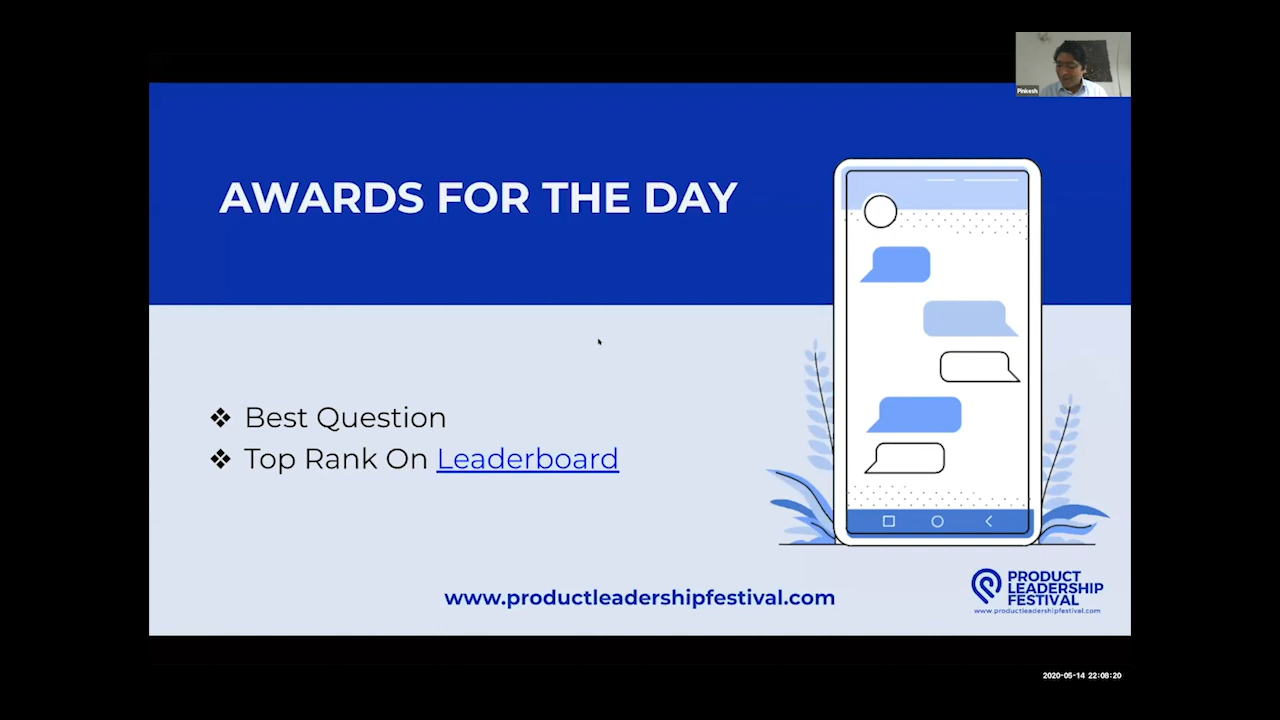 Pinkesh
AWARDS FOR THE DAY
❖ Best Question
❖ Top Rank On Leaderboard
www.productleadershipfestival.com
PRODUCT
LEADERSHIP
FESTIVAL
www.productleadershipfestival.com
2020-05-14 22:08:20